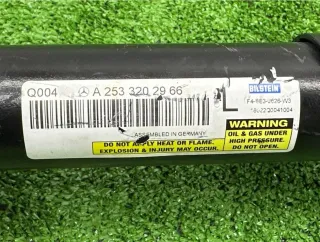 Q004 A 253 320 29 66
L
BILSTEIN
ASSEMBLED IN GERMANY
DO NOT APPLY HEAT OR FLAME.
EXPLOSION & INJURY MAY OCCUR.
WARNING
OIL & GAS UNDER
HIGH PRESSURE.
DO NOT OPEN.